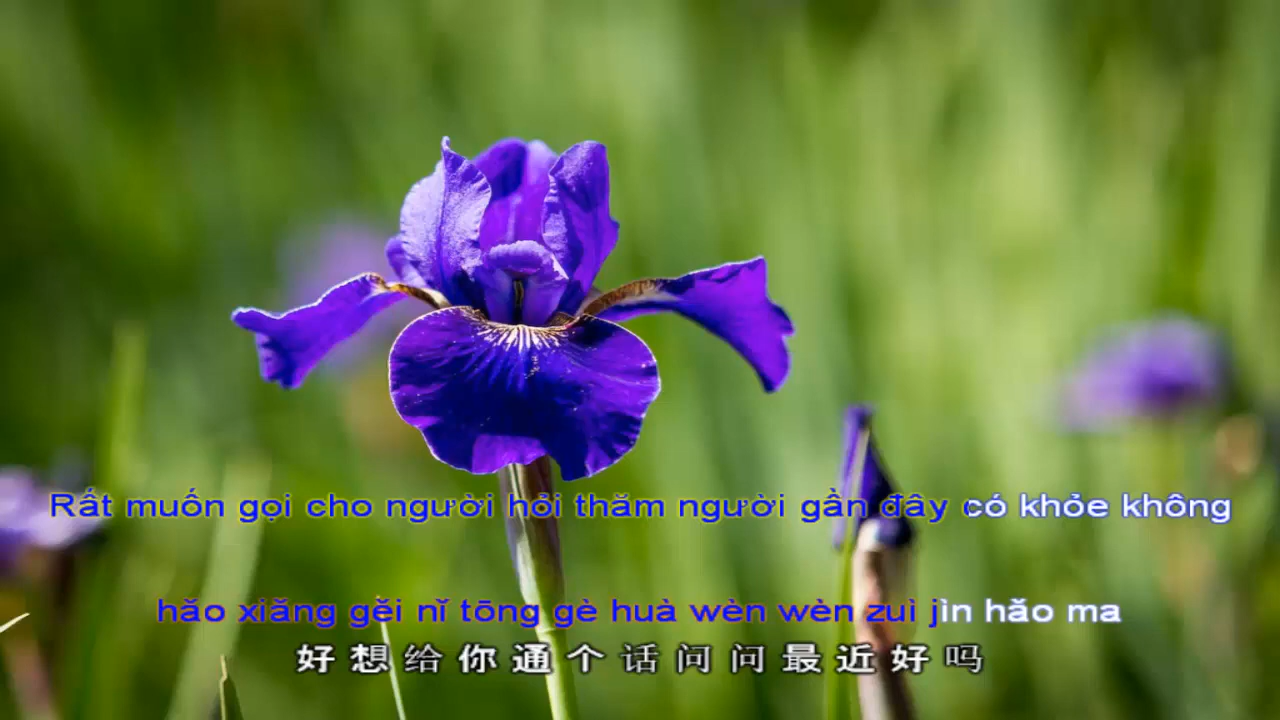 Rất muốn gọi cho người hỏi thăm người gần đây có khỏe không
hăo xiăng gěi nǐ tōng gè huà wèn wèn zuì jìn hăo ma
好想给你通个话问问最近好吗